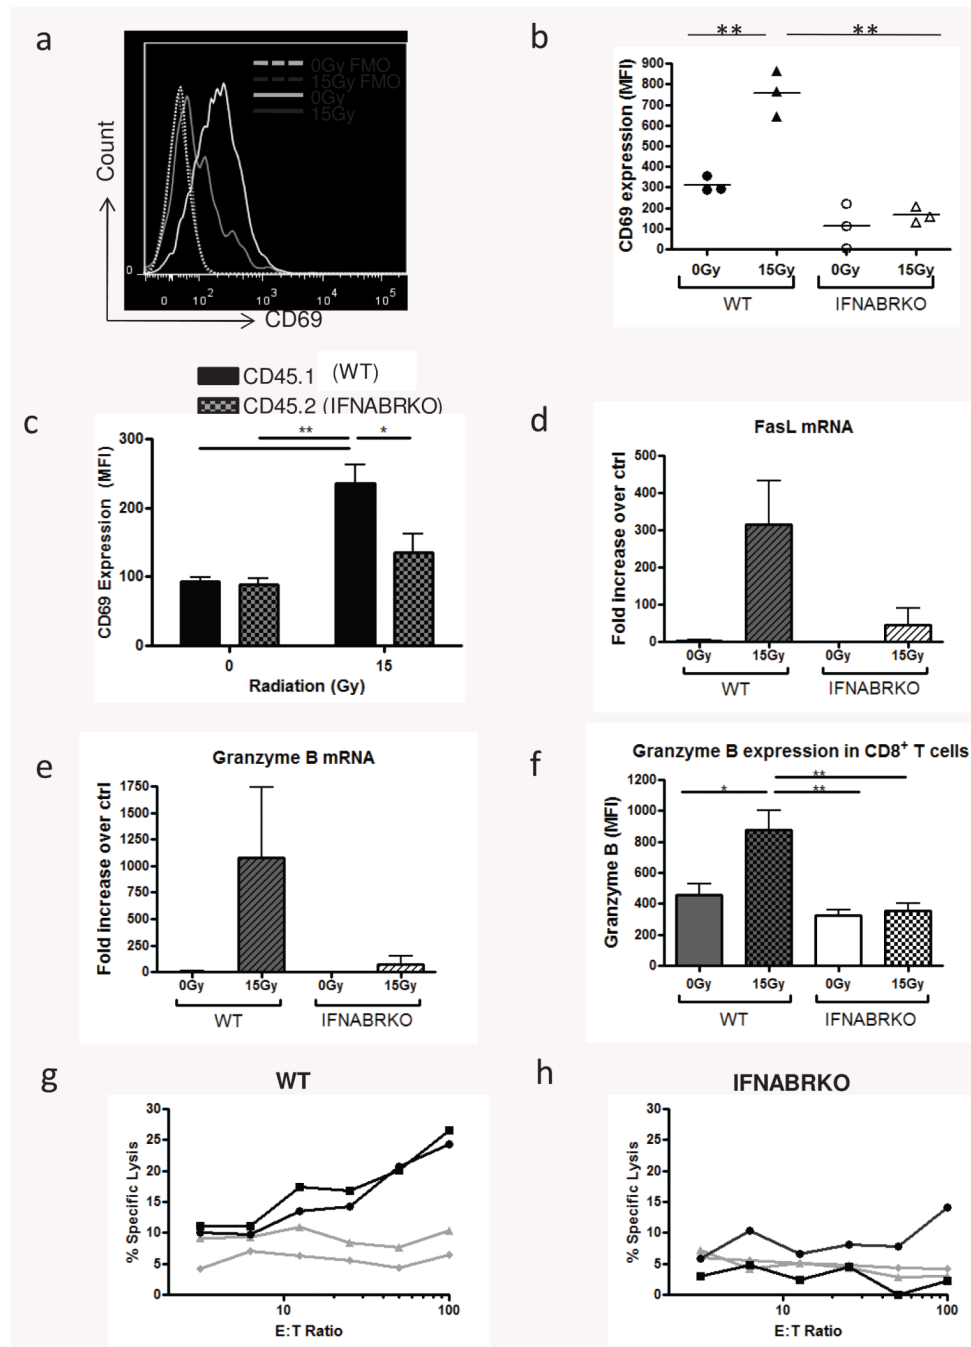 a
Count
0Gy FMO
15Gy FMO
0Gy
15Gy
0
0 10² 10³ 10⁴ 10⁵
CD69
b
** **
CD69 expression (MFI)
900
800
700
600
500
400
300
200
100
0
0Gy 15Gy 0Gy 15Gy
WT IFNABRKO
CD45.1 (WT)
CD45.2 (IFNABRKO)
c
CD69 Expression (MFI)
300
200
100
0
** *
0 15
Radiation (Gy)
d
FasL mRNA
Fold increase over ctrl
500
400
300
200
100
0
0Gy 15Gy 0Gy 15Gy
WT IFNABRKO
e
Granzyme B mRNA
Fold increase over ctrl
1750
1500
1250
1000
750
500
250
0
0Gy 15Gy 0Gy 15Gy
WT IFNABRKO
f
Granzyme B expression in CD8⁺ T cells
Granzyme B (MFI)
1200
1000
800
600
400
200
0
**
* **
0Gy 15Gy 0Gy 15Gy
WT IFNABRKO
g
WT
% Specific Lysis
30
25
20
15
10
5
0
10 100
E:T Ratio
h
IFNABRKO
% Specific Lysis
30
25
20
15
10
5
0
10 100
E:T Ratio